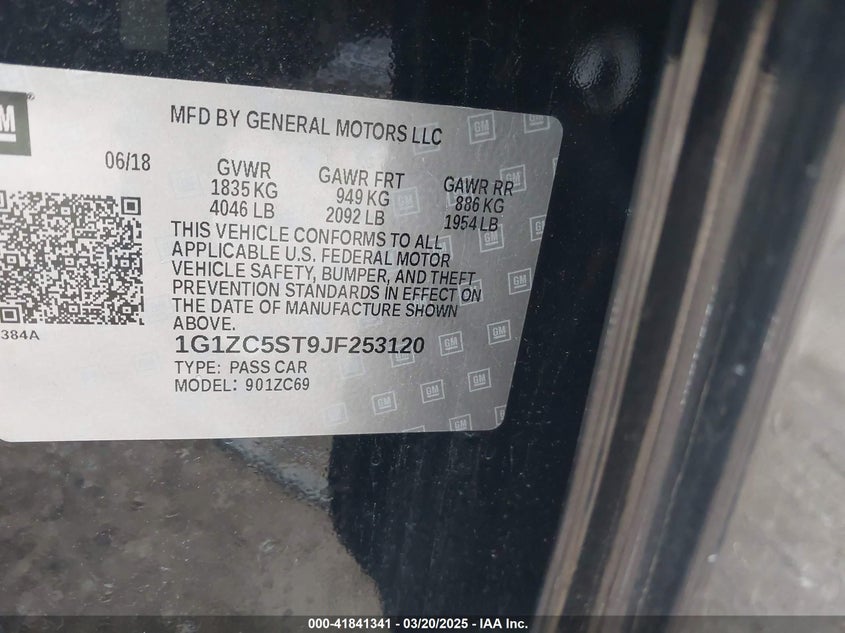 GM
MFD BY GENERAL MOTORS LLC
06/18
GVWR
1835 KG
4046 LB
GAWR FRT
949 KG
2092 LB
GAWR RR
886 KG
1954 LB
THIS VEHICLE CONFORMS TO ALL
APPLICABLE U.S. FEDERAL MOTOR
VEHICLE SAFETY, BUMPER, AND THEFT
PREVENTION STANDARDS IN EFFECT ON
THE DATE OF MANUFACTURE SHOWN
ABOVE.
384A
1G1ZC5ST9JF253120
TYPE: PASS CAR
MODEL: 901ZC69
000-41841341 - 03/20/2025 - IAA Inc.